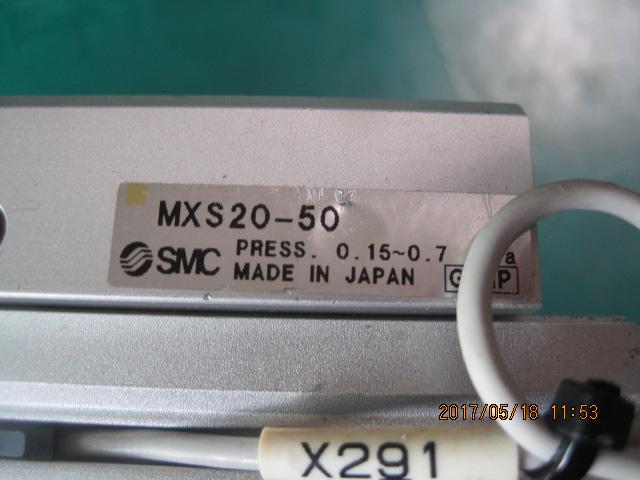 MXS20-50
SMC PRESS. 0.15~0.7
MADE IN JAPAN
2017/05/18 11:53
X291